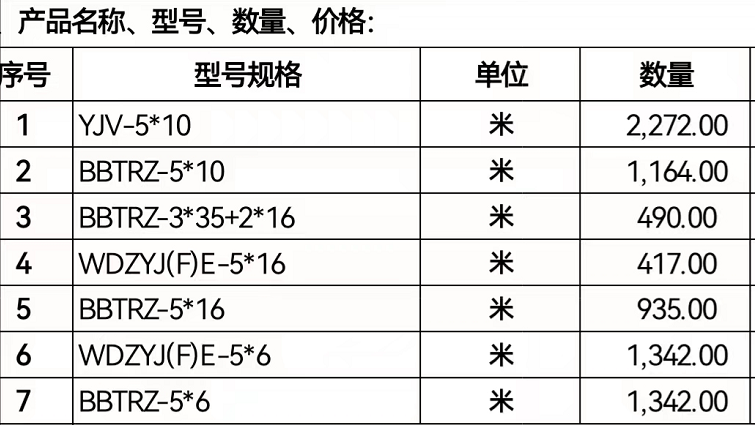 、产品名称、型号、数量、价格：
序号 型号规格 单位 数量
1 YJV-5*10 米 2,272.00
2 BBTRZ-5*10 米 1,164.00
3 BBTRZ-3*35+2*16 米 490.00
4 WDZYJ(F)E-5*16 米 417.00
5 BBTRZ-5*16 米 935.00
6 WDZYJ(F)E-5*6 米 1,342.00
7 BBTRZ-5*6 米 1,342.00